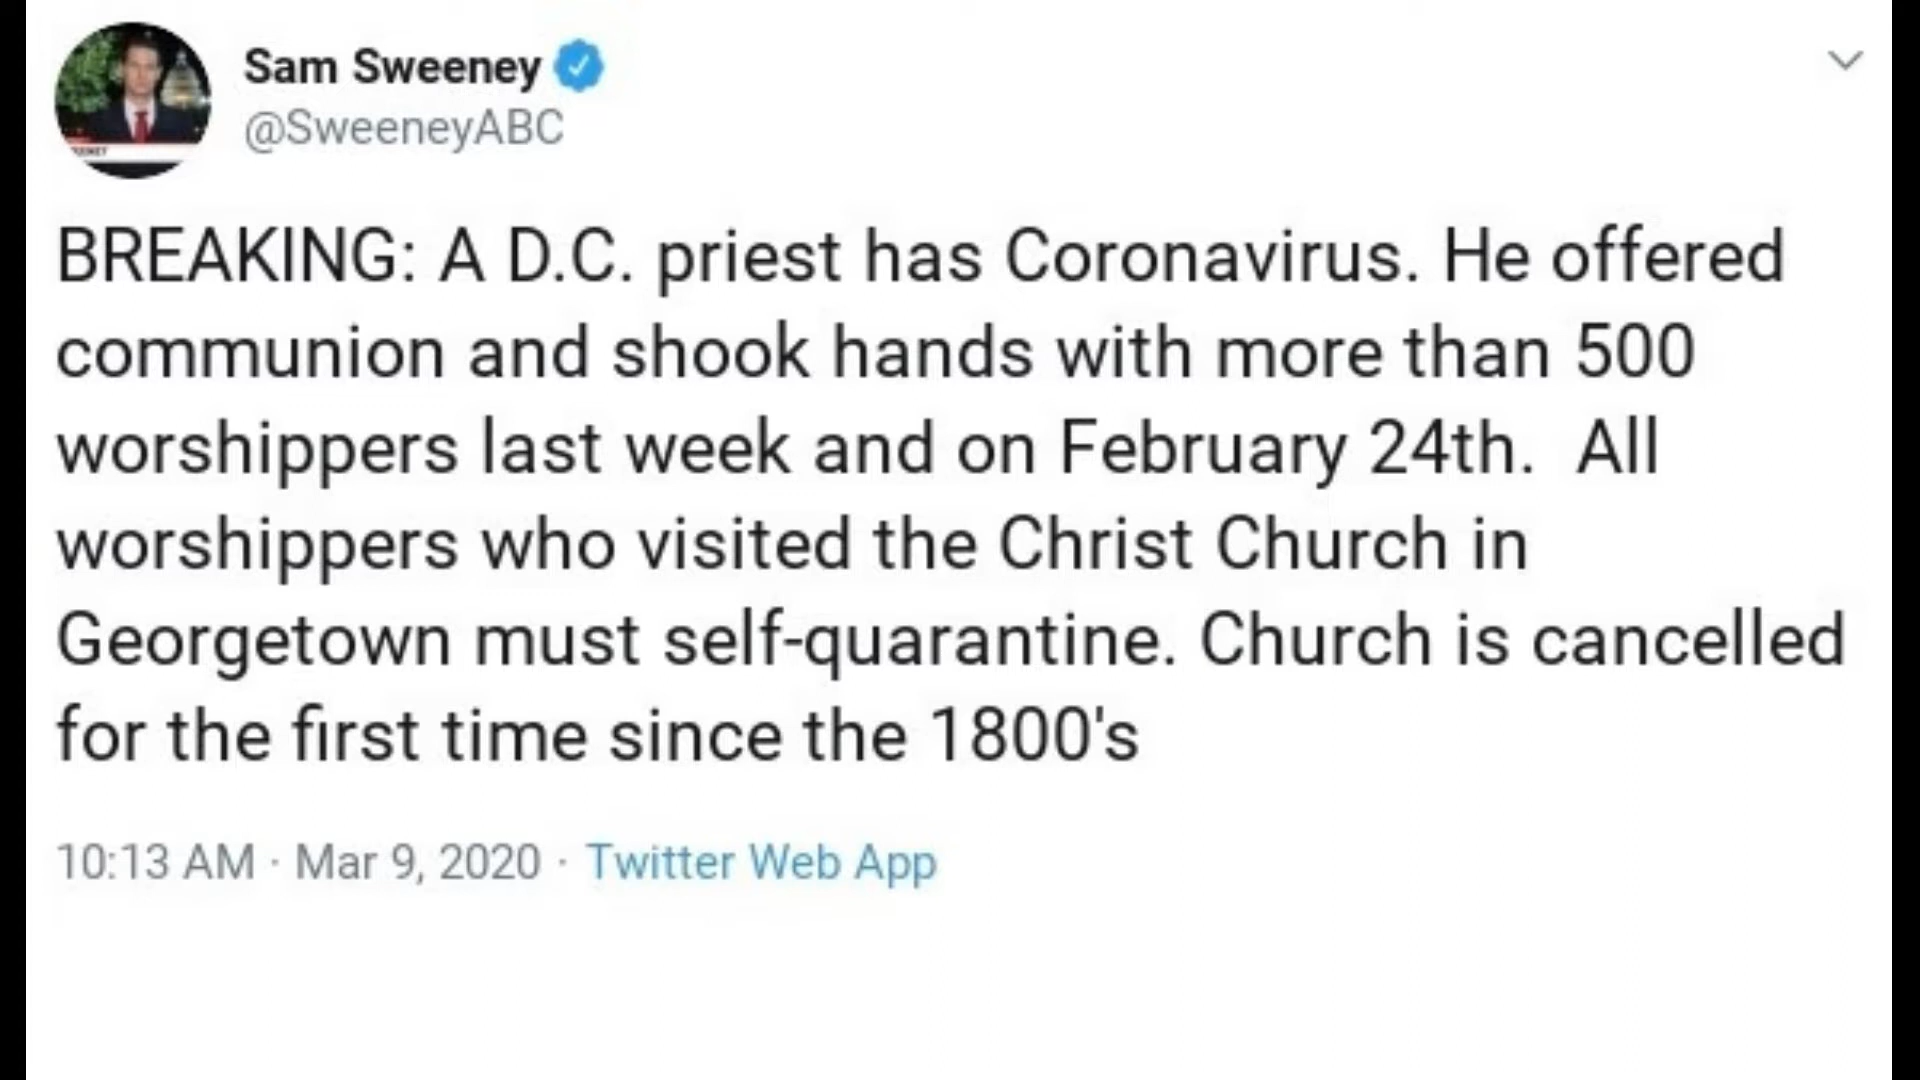 Sam Sweeney
@SweeneyABC
BREAKING: A D.C. priest has Coronavirus. He offered
communion and shook hands with more than 500
worshippers last week and on February 24th.  All
worshippers who visited the Christ Church in
Georgetown must self-quarantine. Church is cancelled
for the first time since the 1800's
10:13 AM · Mar 9, 2020 · Twitter Web App